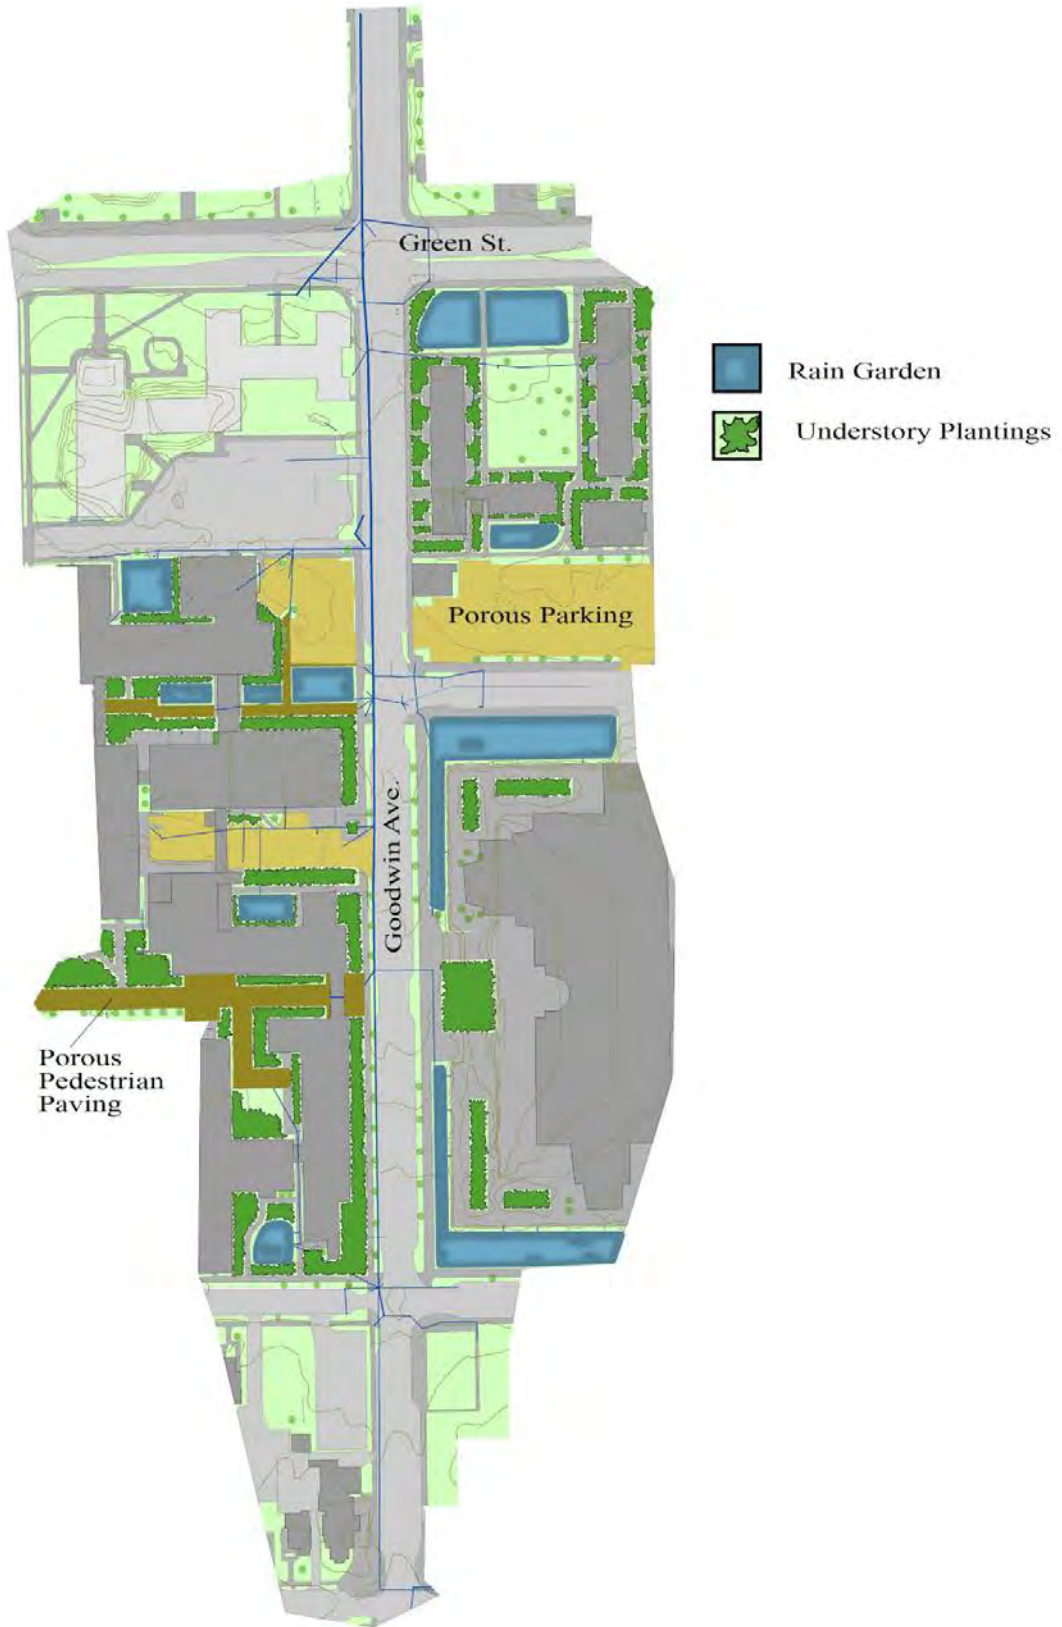 Green St.
Rain Garden
Understory Plantings
Porous Parking
Goodwin Ave.
Porous
Pedestrian
Paving